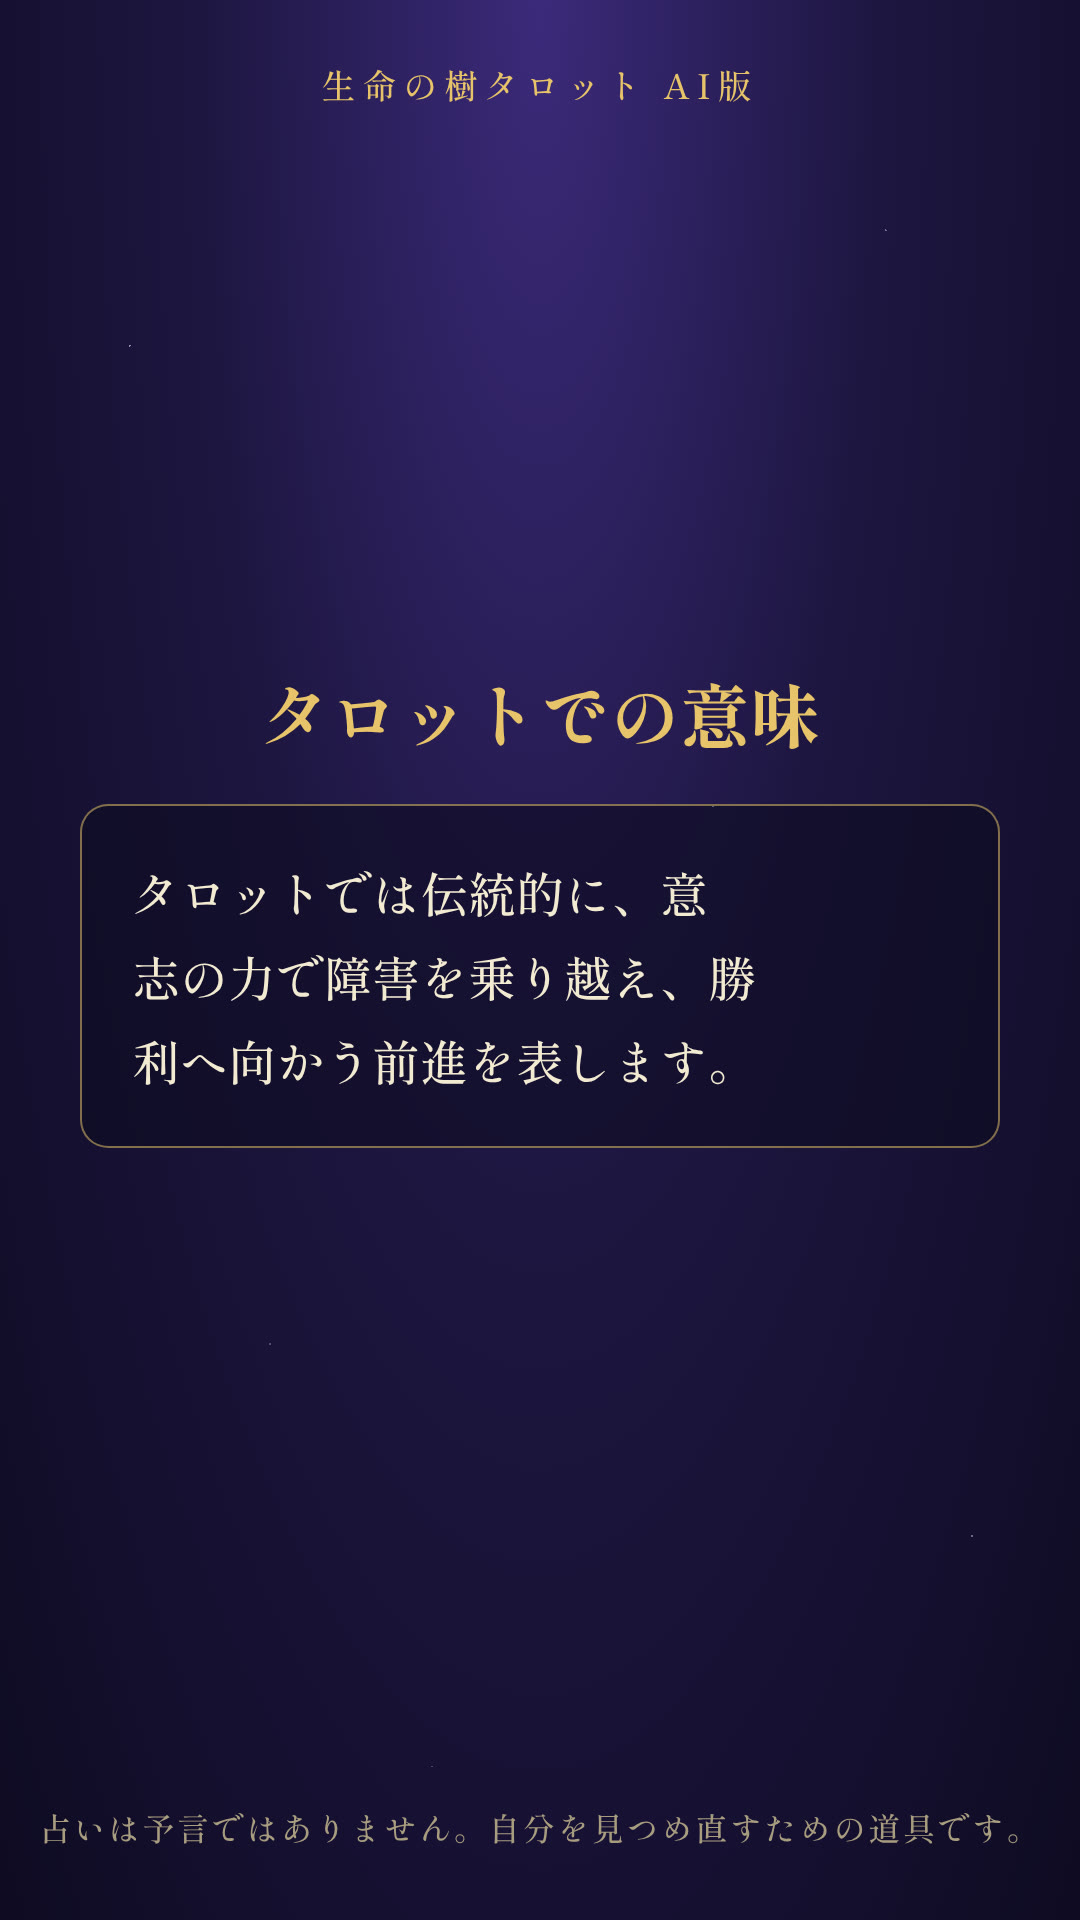 生命の樹タロット AI版
タロットでの意味
タロットでは伝統的に、意
志の力で障害を乗り越え、勝
利へ向かう前進を表します。
占いは予言ではありません。自分を見つめ直すための道具です。